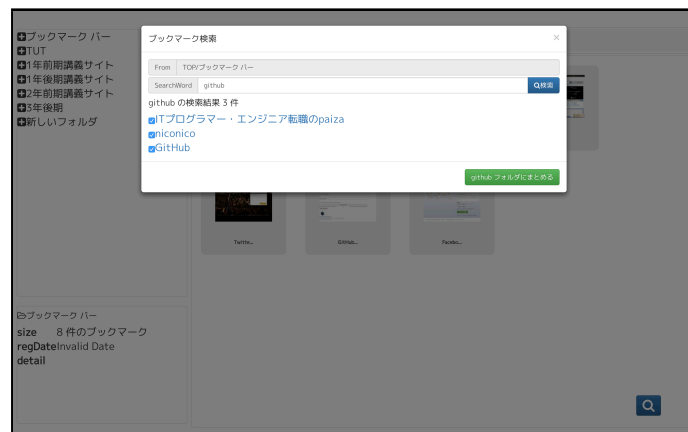 ブックマーク バー
TUT
1年前期講義サイト
1年後期講義サイト
2年前期講義サイト
3年後期
新しいフォルダ
ブックマーク検索
×
From TOP/ブックマーク バー
SearchWord github 検索
github の検索結果 3 件
ITプログラマー・エンジニア転職のpaiza
niconico
GitHub
github フォルダにまとめる
Twitte...
GitHub...
Facebo...
ブックマーク バー
size 8 件のブックマーク
regDateInvalid Date
detail